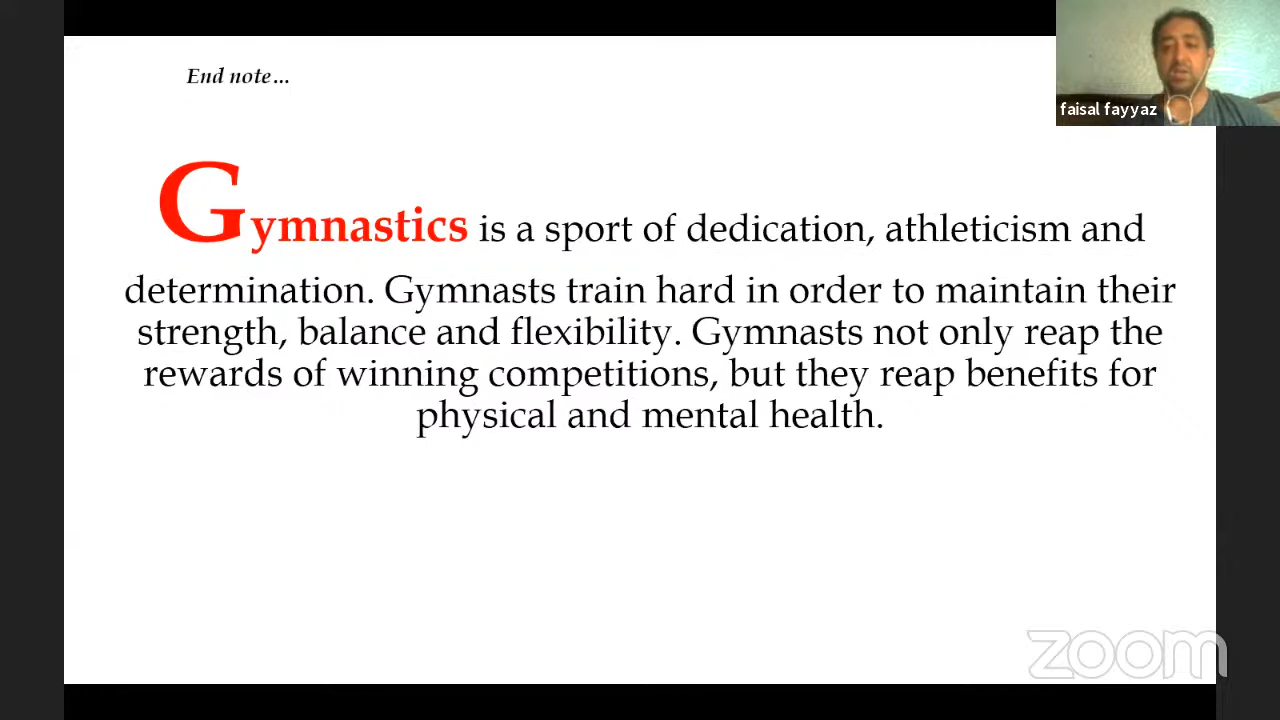 End note…
faisal fayyaz
Gymnastics is a sport of dedication, athleticism and
determination. Gymnasts train hard in order to maintain their
strength, balance and flexibility. Gymnasts not only reap the
rewards of winning competitions, but they reap benefits for
physical and mental health.
zoom